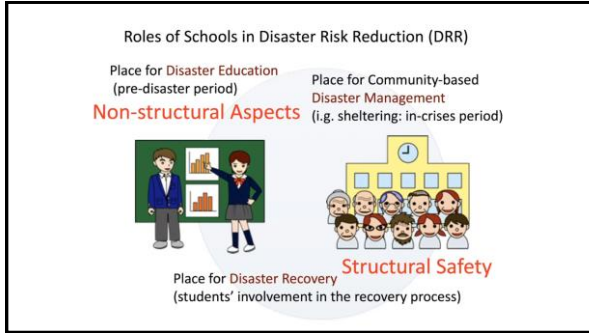 Roles of Schools in Disaster Risk Reduction (DRR)
Place for Disaster Education
(pre-disaster period)
Non-structural Aspects
Place for Community-based
Disaster Management
(i.g. sheltering: in-crises period)
Structural Safety
Place for Disaster Recovery
(students’ involvement in the recovery process)